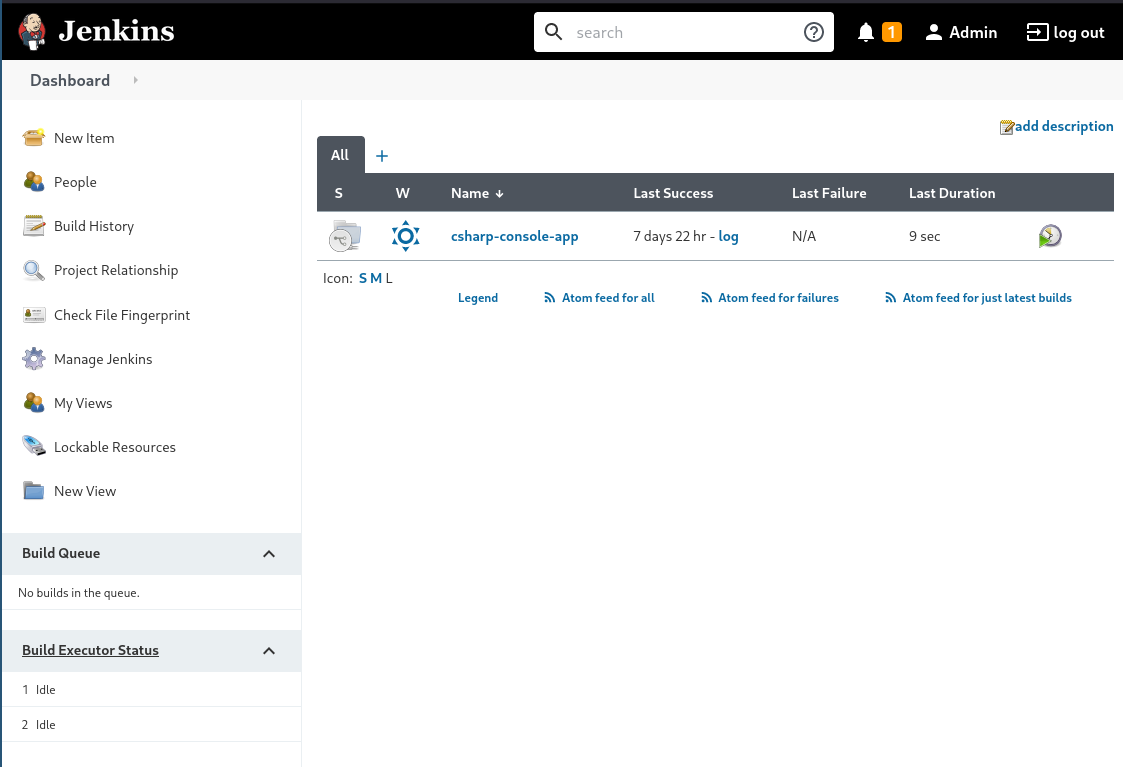 Jenkins
search
1
Admin
log out
Dashboard
New Item
People
Build History
Project Relationship
Check File Fingerprint
Manage Jenkins
My Views
Lockable Resources
New View
Build Queue
No builds in the queue.
Build Executor Status
1 Idle
2 Idle
add description
All +
S W Name ↓ Last Success Last Failure Last Duration
csharp-console-app 7 days 22 hr - log N/A 9 sec
Icon: S M L
Legend Atom feed for all Atom feed for failures Atom feed for just latest builds